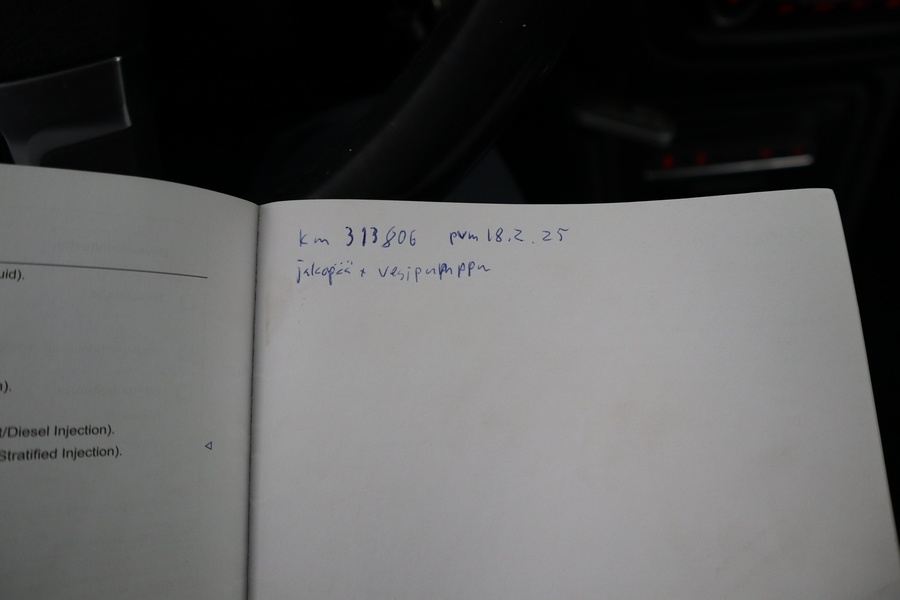 uid).
).
t/Diesel Injection).
Stratified Injection).
km 313806 pvm 18.2.25
jakopää + vesipumppu